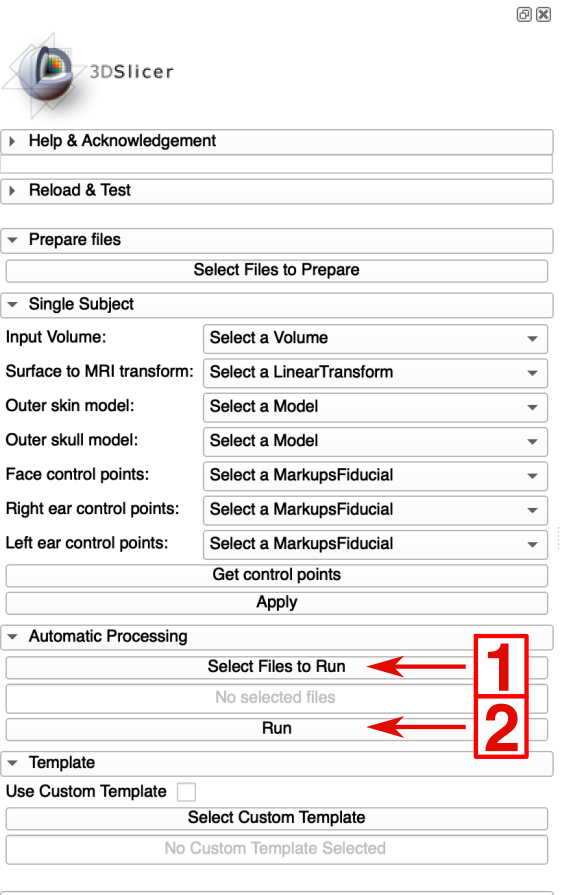 3DSlicer
Help & Acknowledgement
Reload & Test
Prepare files
Select Files to Prepare
Single Subject
Input Volume: Select a Volume
Surface to MRI transform: Select a LinearTransform
Outer skin model: Select a Model
Outer skull model: Select a Model
Face control points: Select a MarkupsFiducial
Right ear control points: Select a MarkupsFiducial
Left ear control points: Select a MarkupsFiducial
Get control points
Apply
Automatic Processing
Select Files to Run 1
No selected files
Run 2
Template
Use Custom Template
Select Custom Template
No Custom Template Selected